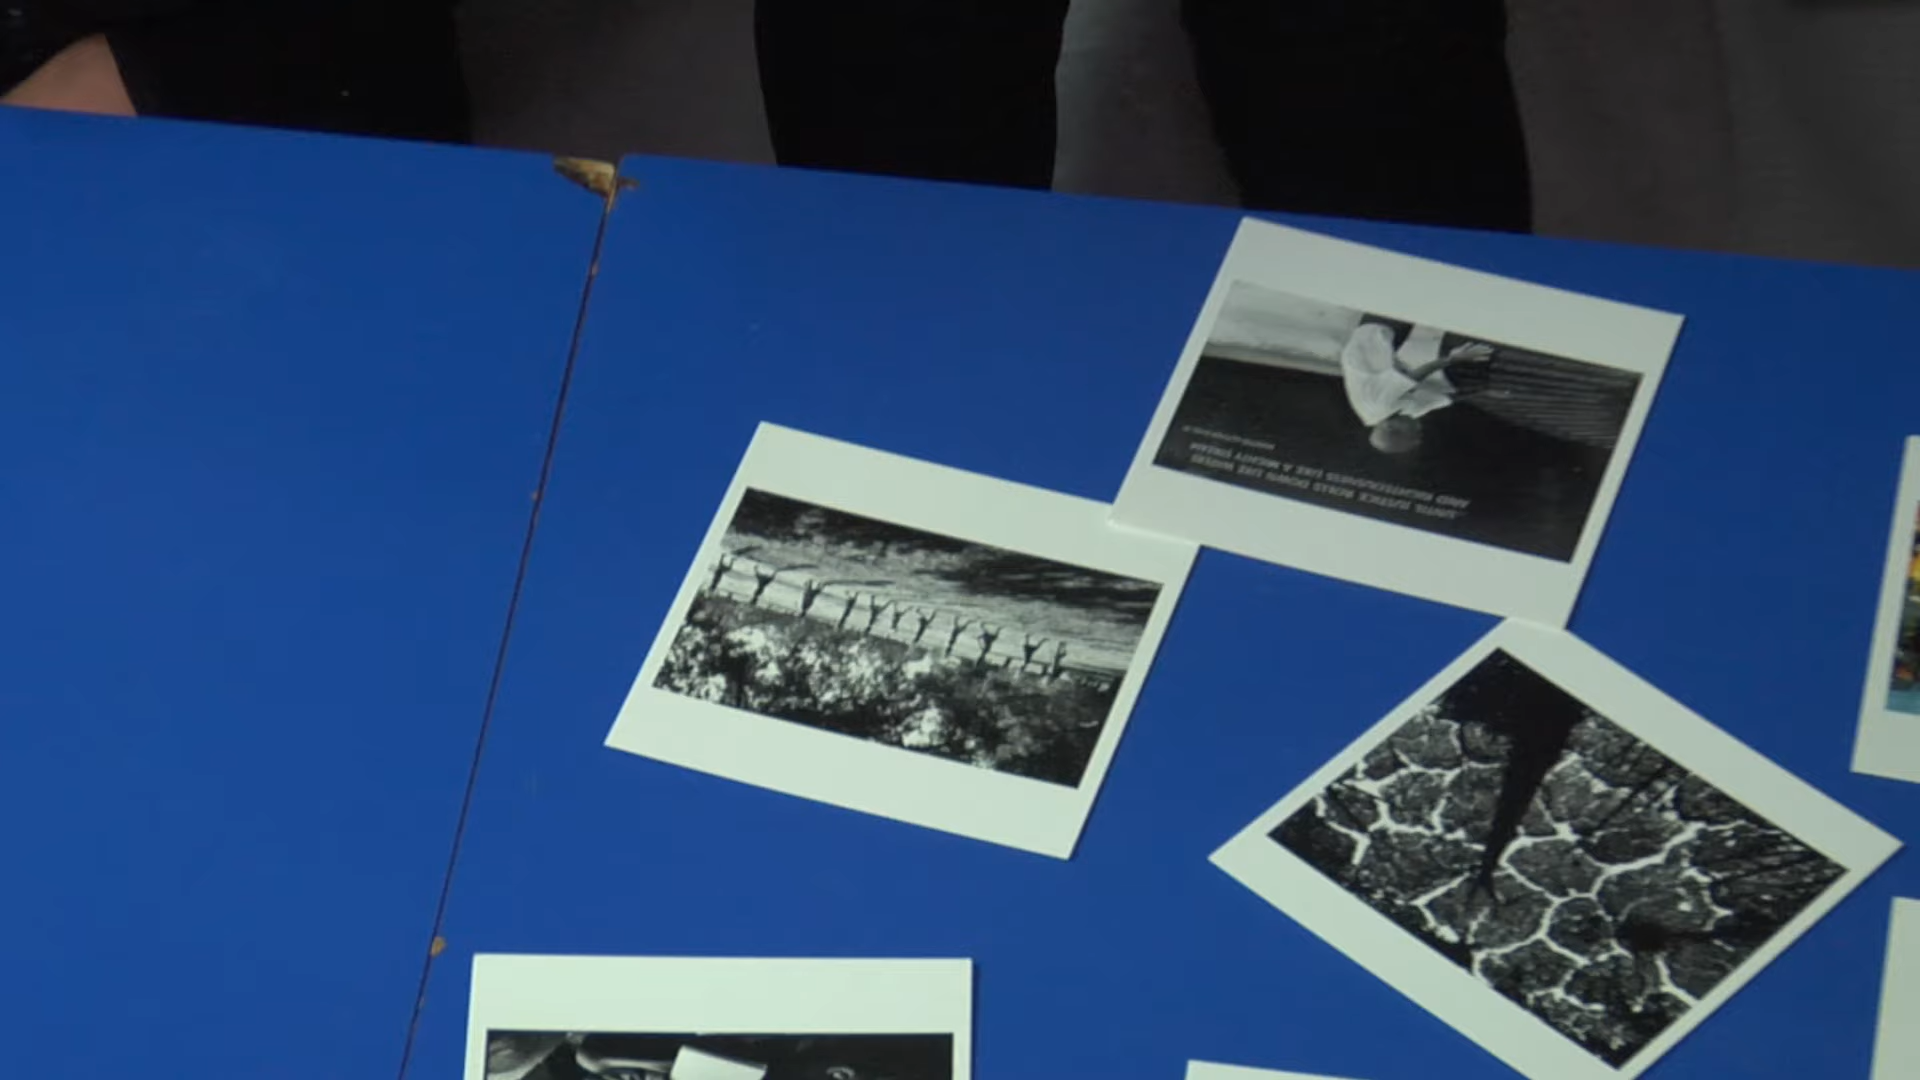 ...UNTIL JUSTICE ROLLS DOWN LIKE WATERS
AND RIGHTEOUSNESS LIKE A MIGHTY STREAM